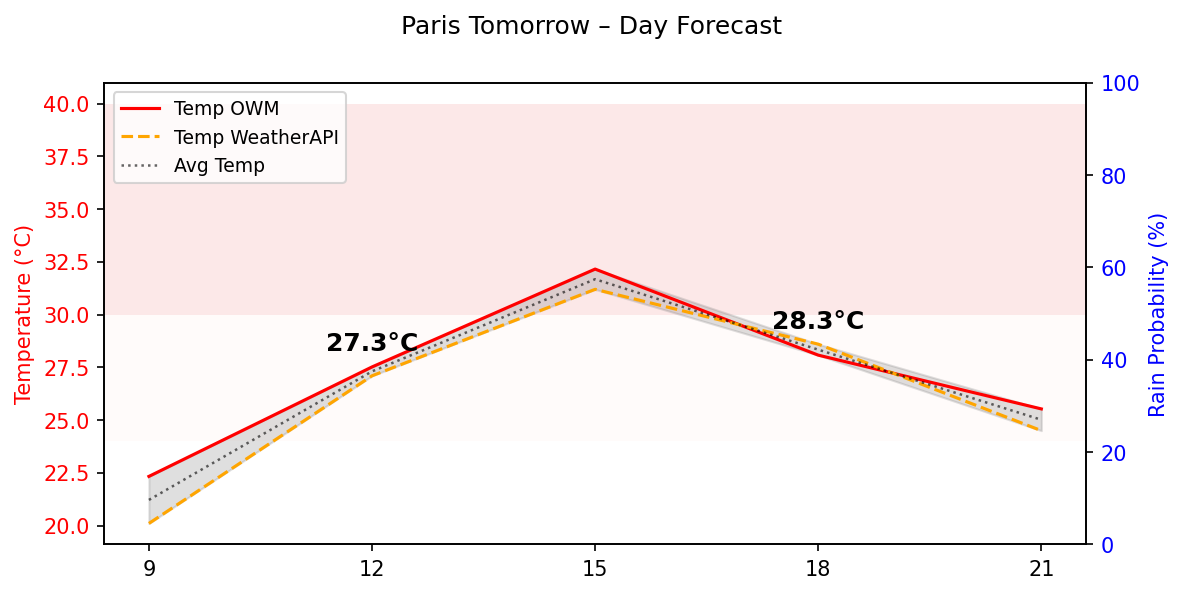 Paris Tomorrow – Day Forecast
Temp OWM
Temp WeatherAPI
Avg Temp
Temperature (°C)
40.0
37.5
35.0
32.5
30.0
27.5
25.0
22.5
20.0
27.3°C
28.3°C
100
80
60
40
20
0
Rain Probability (%)
9
12
15
18
21